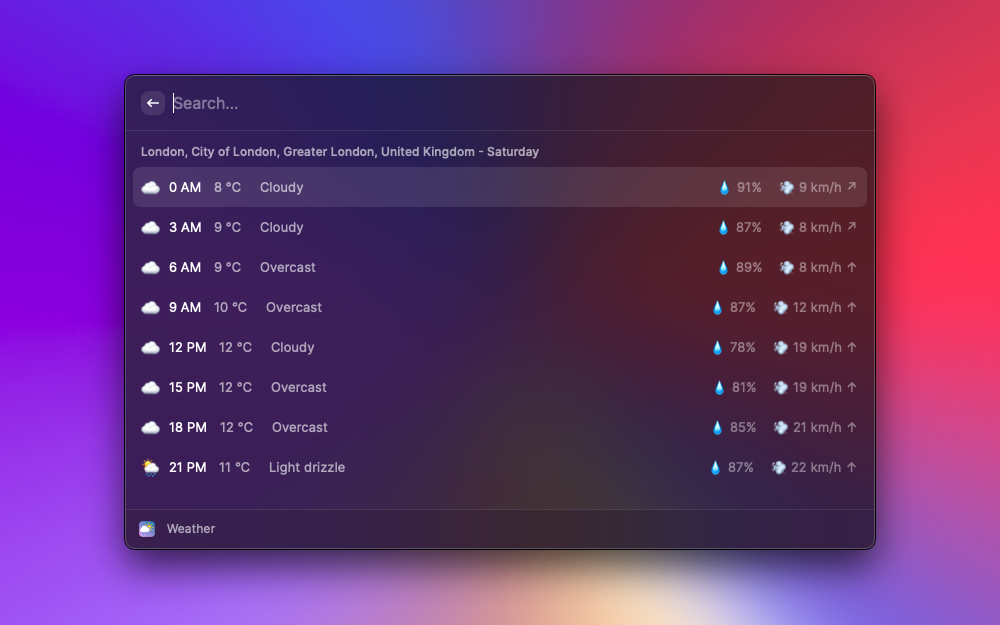 Search...
London, City of London, Greater London, United Kingdom - Saturday
0 AM 8 °C Cloudy 91% 9 km/h ↗
3 AM 9 °C Cloudy 87% 8 km/h ↗
6 AM 9 °C Overcast 89% 8 km/h ↑
9 AM 10 °C Overcast 87% 12 km/h ↑
12 PM 12 °C Cloudy 78% 19 km/h ↑
15 PM 12 °C Overcast 81% 19 km/h ↑
18 PM 12 °C Overcast 85% 21 km/h ↑
21 PM 11 °C Light drizzle 87% 22 km/h ↑
Weather